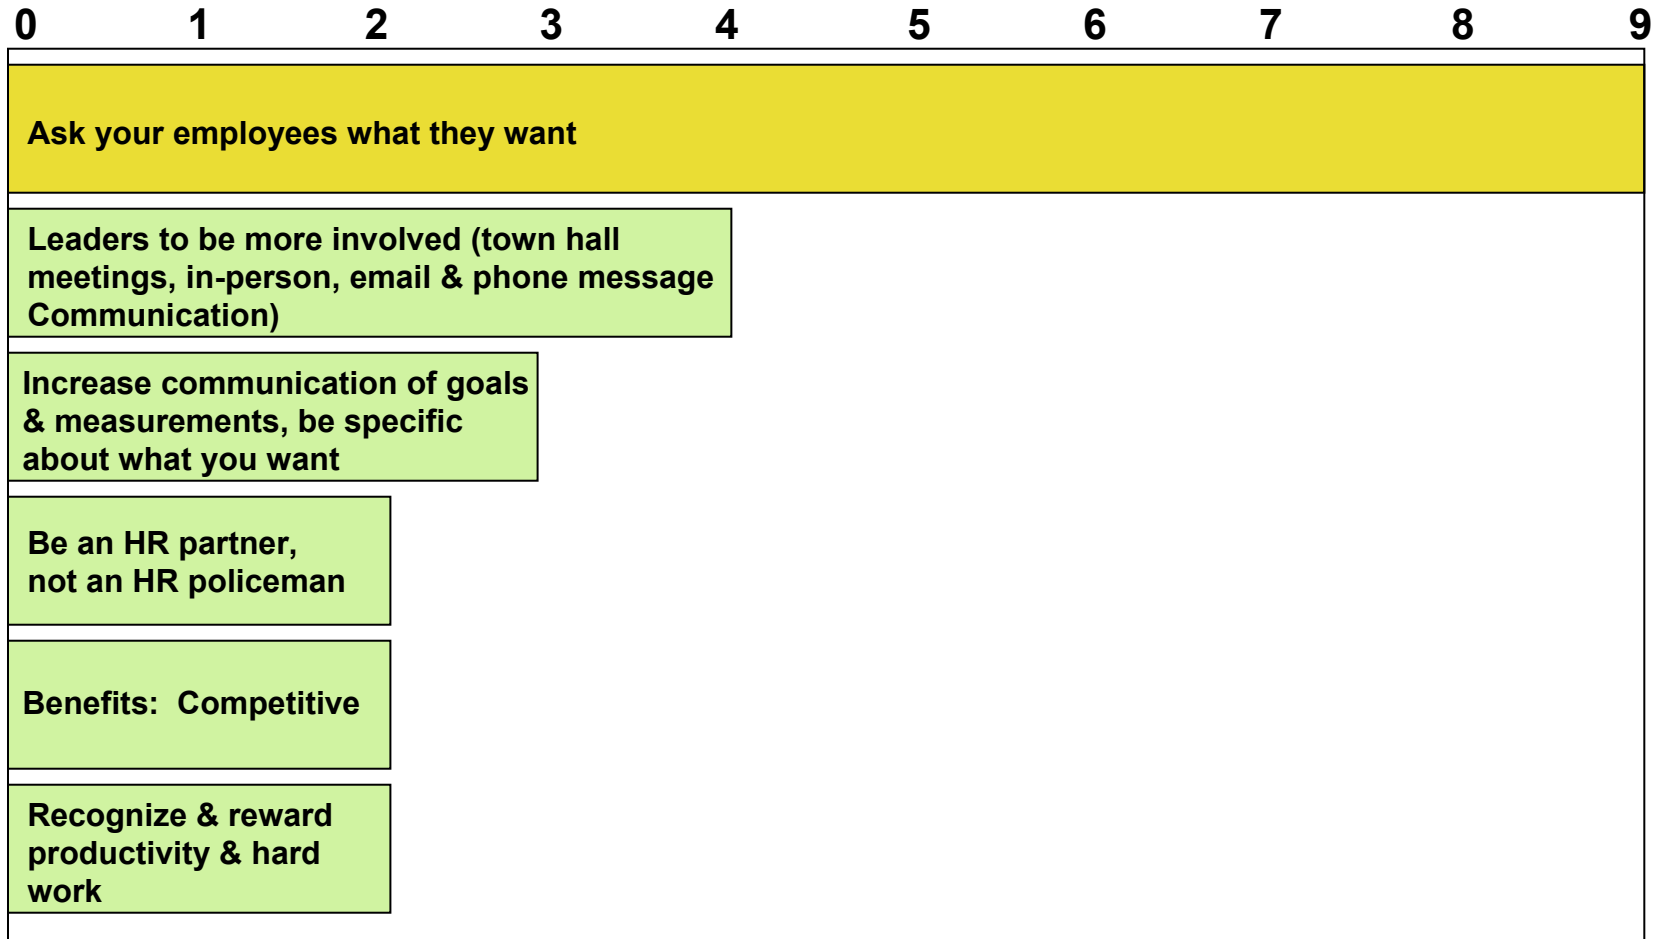 0 1 2 3 4 5 6 7 8 9
Ask your employees what they want
Leaders to be more involved (town hall
meetings, in-person, email & phone message
Communication)
Increase communication of goals
& measurements, be specific
about what you want
Be an HR partner,
not an HR policeman
Benefits:  Competitive
Recognize & reward
productivity & hard
work